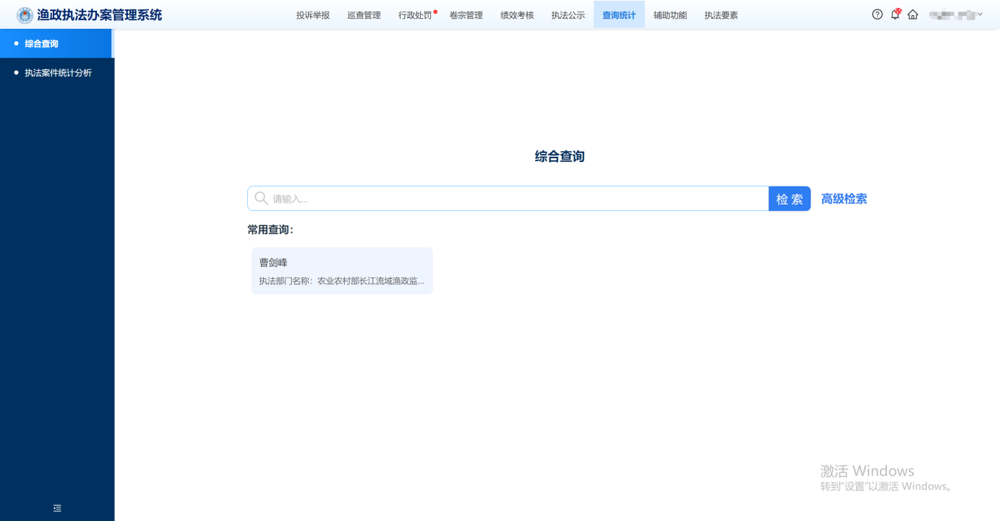 渔政执法办案管理系统
投诉举报 巡查管理 行政处罚 卷宗管理 绩效考核 执法公示 查询统计 辅助功能 执法要素
综合查询
执法案件统计分析
综合查询
请输入...
检 索
高级检索
常用查询：
曹剑峰
执法部门名称：农业农村部长江流域渔政监...
激活 Windows
转到"设置"以激活 Windows。